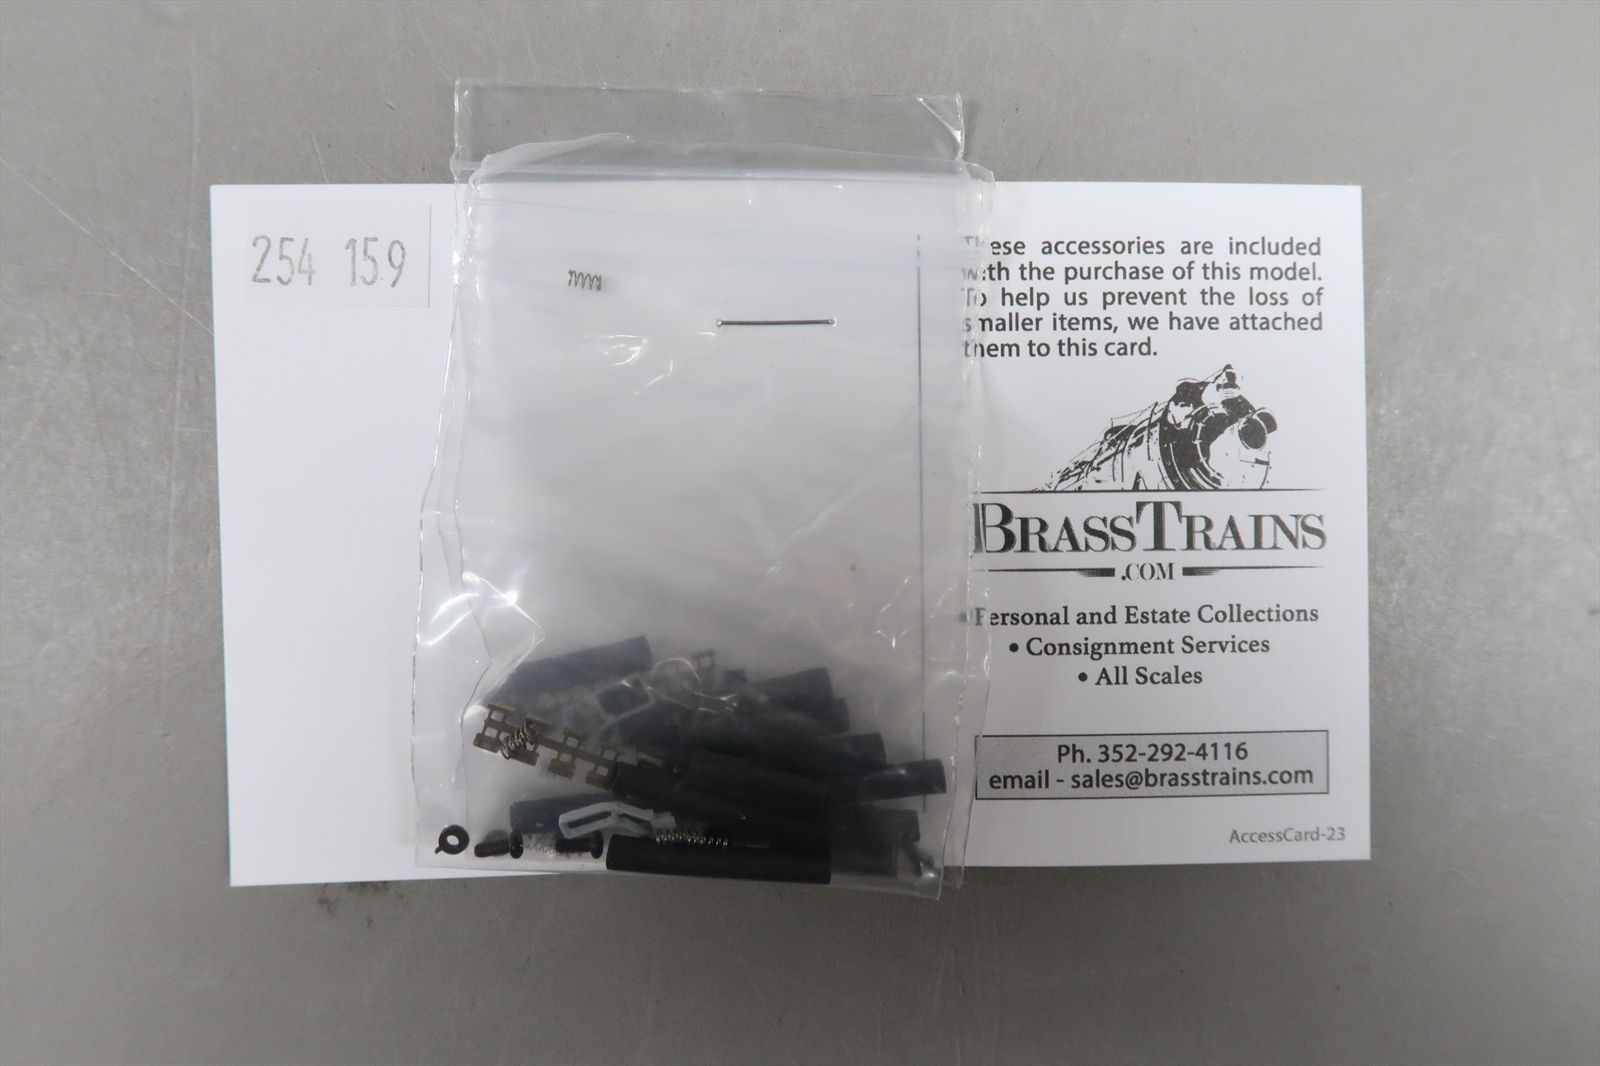 254 159
These accessories are included
with the purchase of this model.
To help us prevent the loss of
smaller items, we have attached
them to this card.
BRASSTRAINS
.COM
• Personal and Estate Collections
• Consignment Services
• All Scales
Ph. 352-292-4116
email - sales@brasstrains.com
AccessCard-23